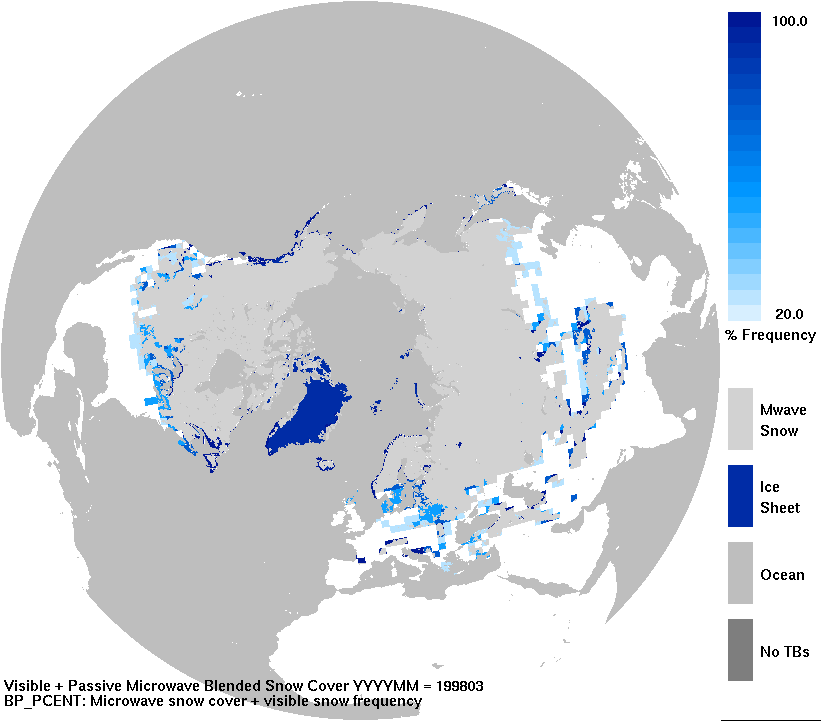 100.0
20.0
% Frequency
Mwave
Snow
Ice
Sheet
Ocean
No TBs
Visible + Passive Microwave Blended Snow Cover YYYYMM = 199803
BP_PCENT: Microwave snow cover + visible snow frequency